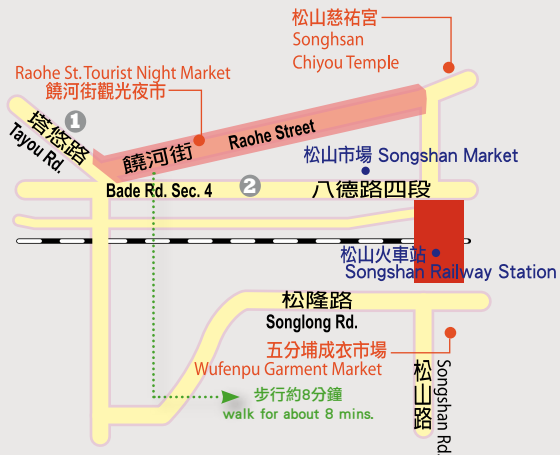 松山慈祐宮
Songhsan
Chiyou Temple
Raohe St. Tourist Night Market
饒河街觀光夜市
1
塔悠路
Tayou Rd.
饒河街
Raohe Street
松山市場 Songshan Market
Bade Rd. Sec. 4
2
八德路四段
松山火車站
Songshan Railway Station
松隆路
Songlong Rd.
五分埔成衣市場
Wufenpu Garment Market
松山路
Songshan Rd.
步行約8分鐘
walk for about 8 mins.